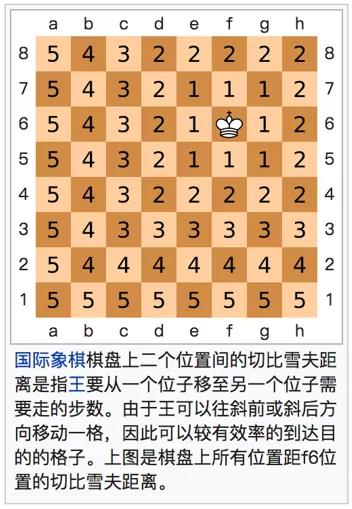 a b c d e f g h
8 5 4 3 2 2 2 2 2 8
7 5 4 3 2 1 1 1 2 7
6 5 4 3 2 1 1 2 6
5 5 4 3 2 1 1 1 2 5
4 5 4 3 2 2 2 2 2 4
3 5 4 3 3 3 3 3 3 3
2 5 4 4 4 4 4 4 4 2
1 5 5 5 5 5 5 5 5 1
a b c d e f g h
国际象棋棋盘上二个位置间的切比雪夫距
离是指王要从一个位子移至另一个位子需
要走的步数。由于王可以往斜前或斜后方
向移动一格，因此可以较有效率的到达目
的的格子。上图是棋盘上所有位置距f6位
置的切比雪夫距离。